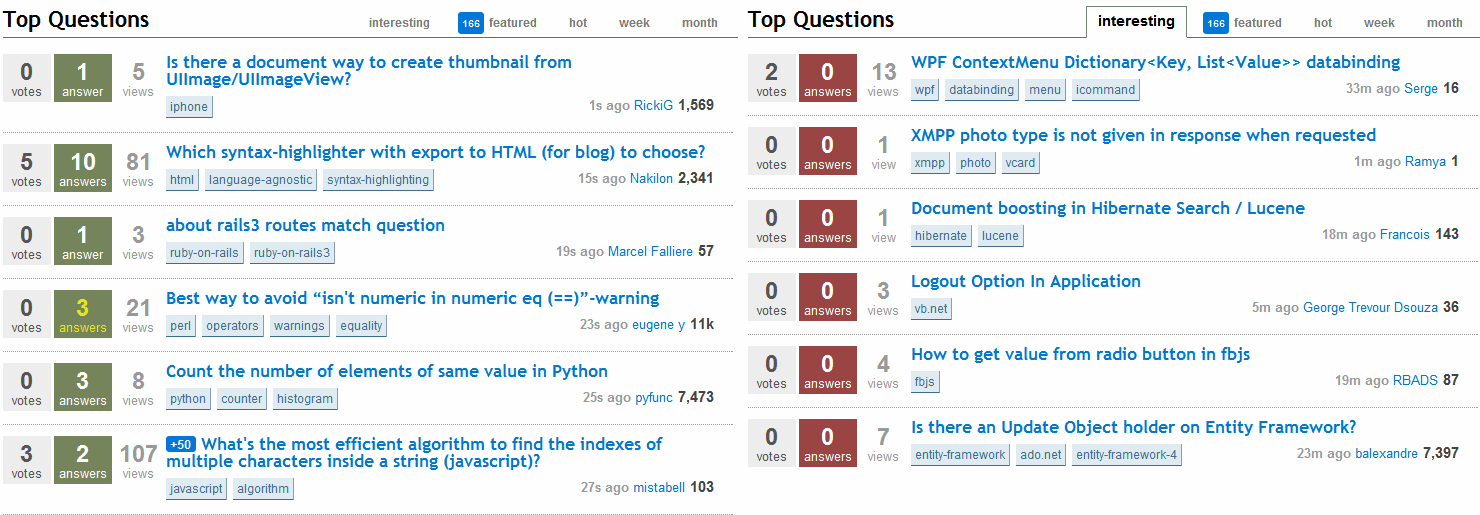 Top Questions
interesting 166 featured hot week month
0 1 5
votes answer views
Is there a document way to create thumbnail from
UIImage/UIImageView?
iphone
1s ago RickiG 1,569
5 10 81
votes answers views
Which syntax-highlighter with export to HTML (for blog) to choose?
html language-agnostic syntax-highlighting
15s ago Nakilon 2,341
0 1 3
votes answer views
about rails3 routes match question
ruby-on-rails ruby-on-rails3
19s ago Marcel Falliere 57
0 3 21
votes answers views
Best way to avoid “isn't numeric in numeric eq (==)”-warning
perl operators warnings equality
23s ago eugene y 11k
0 3 8
votes answers views
Count the number of elements of same value in Python
python counter histogram
25s ago pyfunc 7,473
3 2 107
votes answers views
+50 What's the most efficient algorithm to find the indexes of
multiple characters inside a string (javascript)?
javascript algorithm
27s ago mistabell 103
Top Questions
interesting 166 featured hot week month
2 0 13
votes answers views
WPF ContextMenu Dictionary<Key, List<Value>> databinding
wpf databinding menu icommand
33m ago Serge 16
0 0 1
votes answers view
XMPP photo type is not given in response when requested
xmpp photo vcard
1m ago Ramya 1
0 0 1
votes answers view
Document boosting in Hibernate Search / Lucene
hibernate lucene
18m ago Francois 143
0 0 3
votes answers views
Logout Option In Application
vb.net
5m ago George Trevour Dsouza 36
0 0 4
votes answers views
How to get value from radio button in fbjs
fbjs
19m ago RBADS 87
0 0 7
votes answers views
Is there an Update Object holder on Entity Framework?
entity-framework ado.net entity-framework-4
23m ago balexandre 7,397